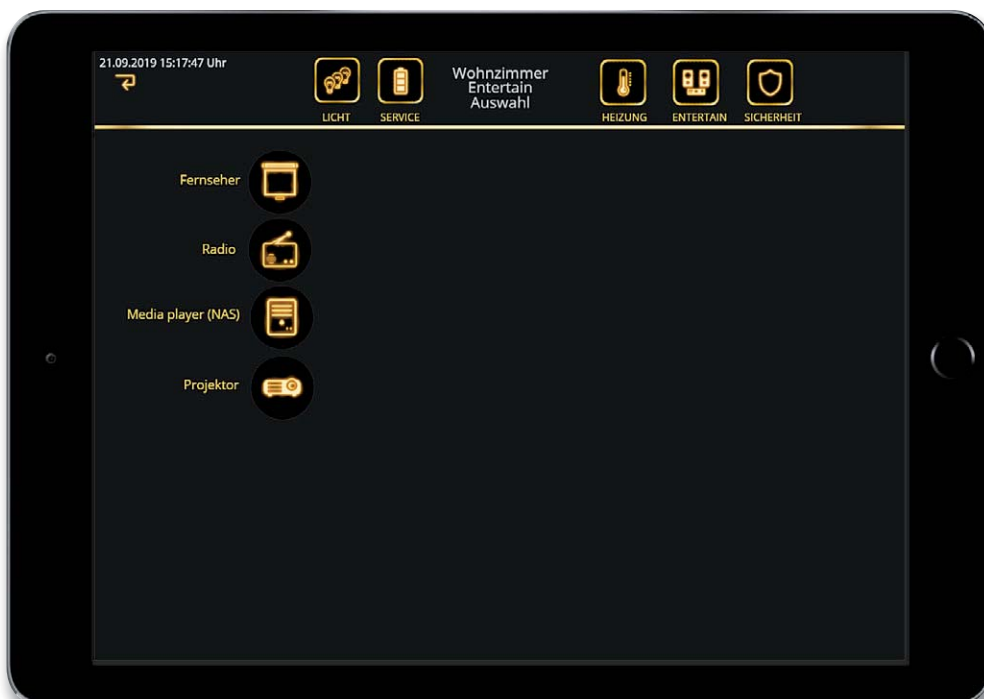 21.09.2019 15:17:47 Uhr
LICHT
SERVICE
Wohnzimmer
Entertain
Auswahl
HEIZUNG
ENTERTAIN
SICHERHEIT
Fernseher
Radio
Media player (NAS)
Projektor